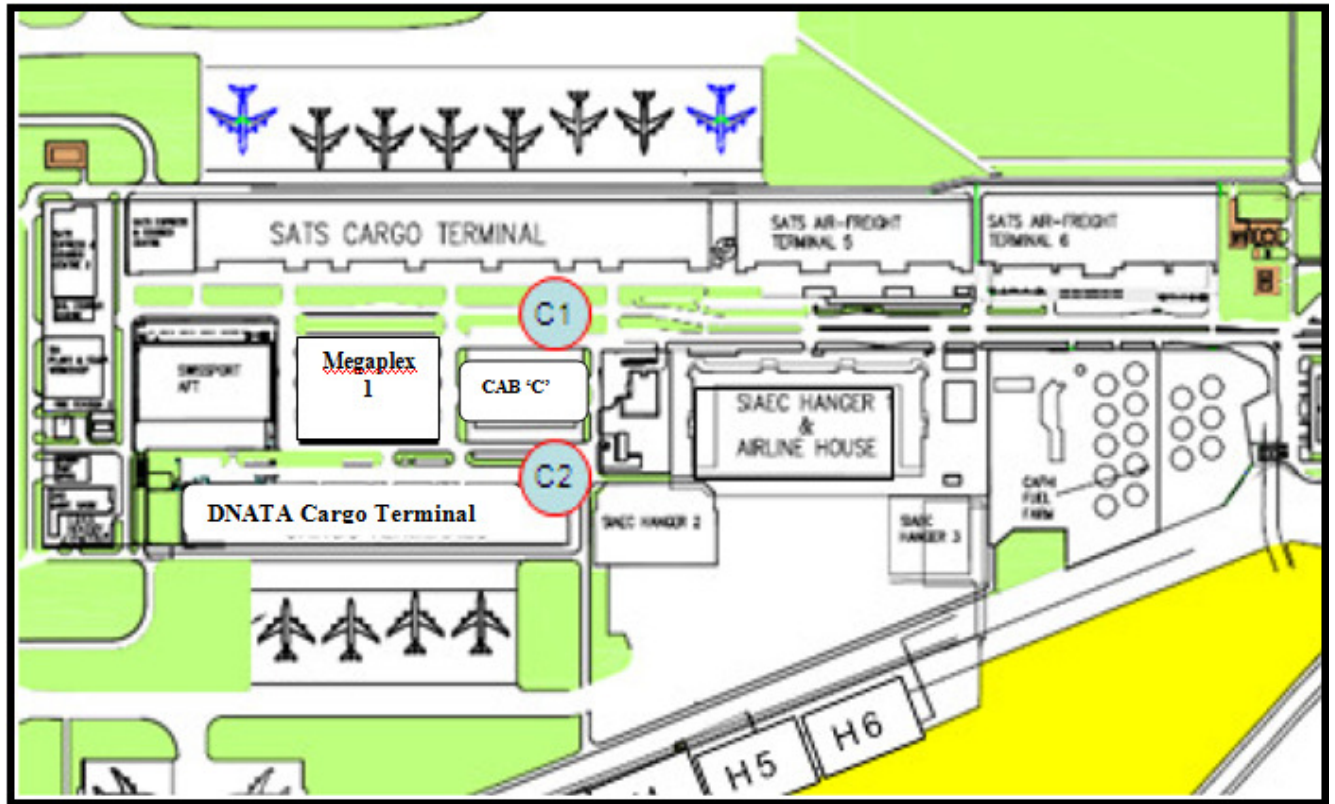 SATS CARGO TERMINAL
SATS AIR-FREIGHT
TERMINAL 5
SATS AIR-FREIGHT
TERMINAL 6
C1
SWISSPORT
AFT
Megaplex
1
CAB ‘C’
SIAEC HANGER 1
&
AIRLINE HOUSE
C2
DNATA Cargo Terminal
SIAEC HANGER 2
SIAEC
HANGER 3
FUEL
FARM
H5
H6